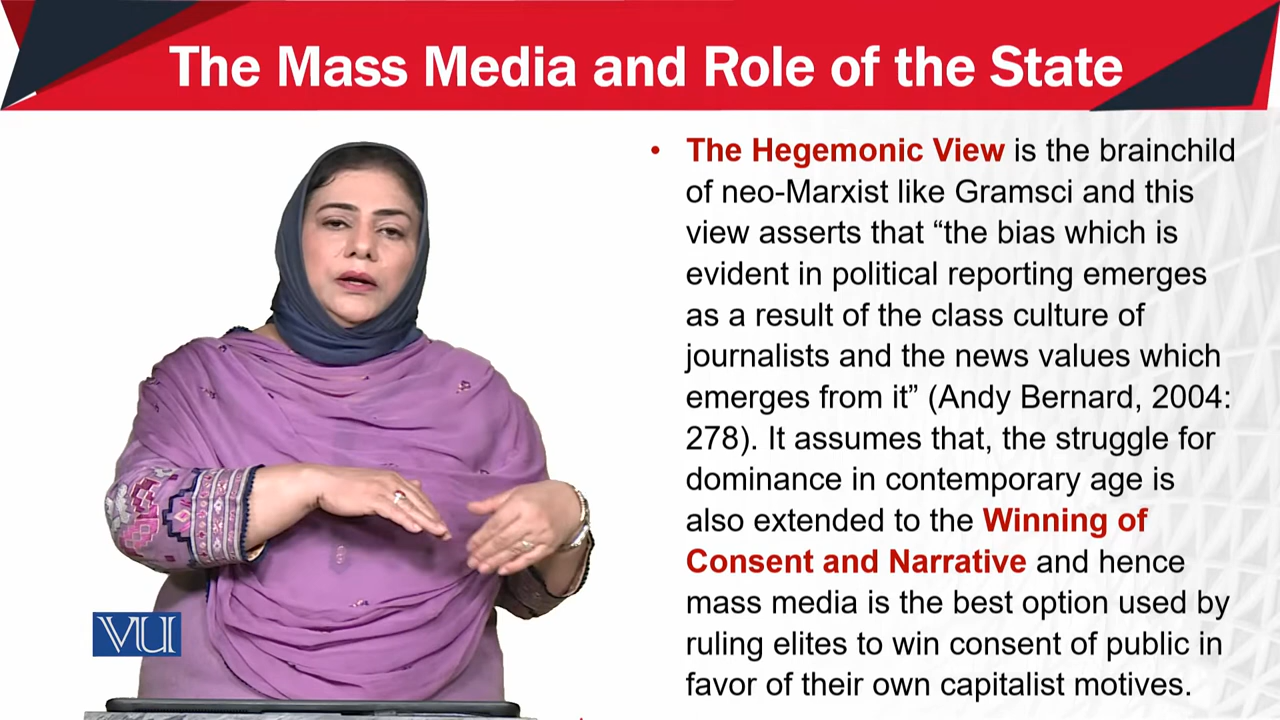 The Mass Media and Role of the State
• The Hegemonic View is the brainchild
of neo-Marxist like Gramsci and this
view asserts that “the bias which is
evident in political reporting emerges
as a result of the class culture of
journalists and the news values which
emerges from it” (Andy Bernard, 2004:
278). It assumes that, the struggle for
dominance in contemporary age is
also extended to the Winning of
Consent and Narrative and hence
mass media is the best option used by
ruling elites to win consent of public in
favor of their own capitalist motives.
VU